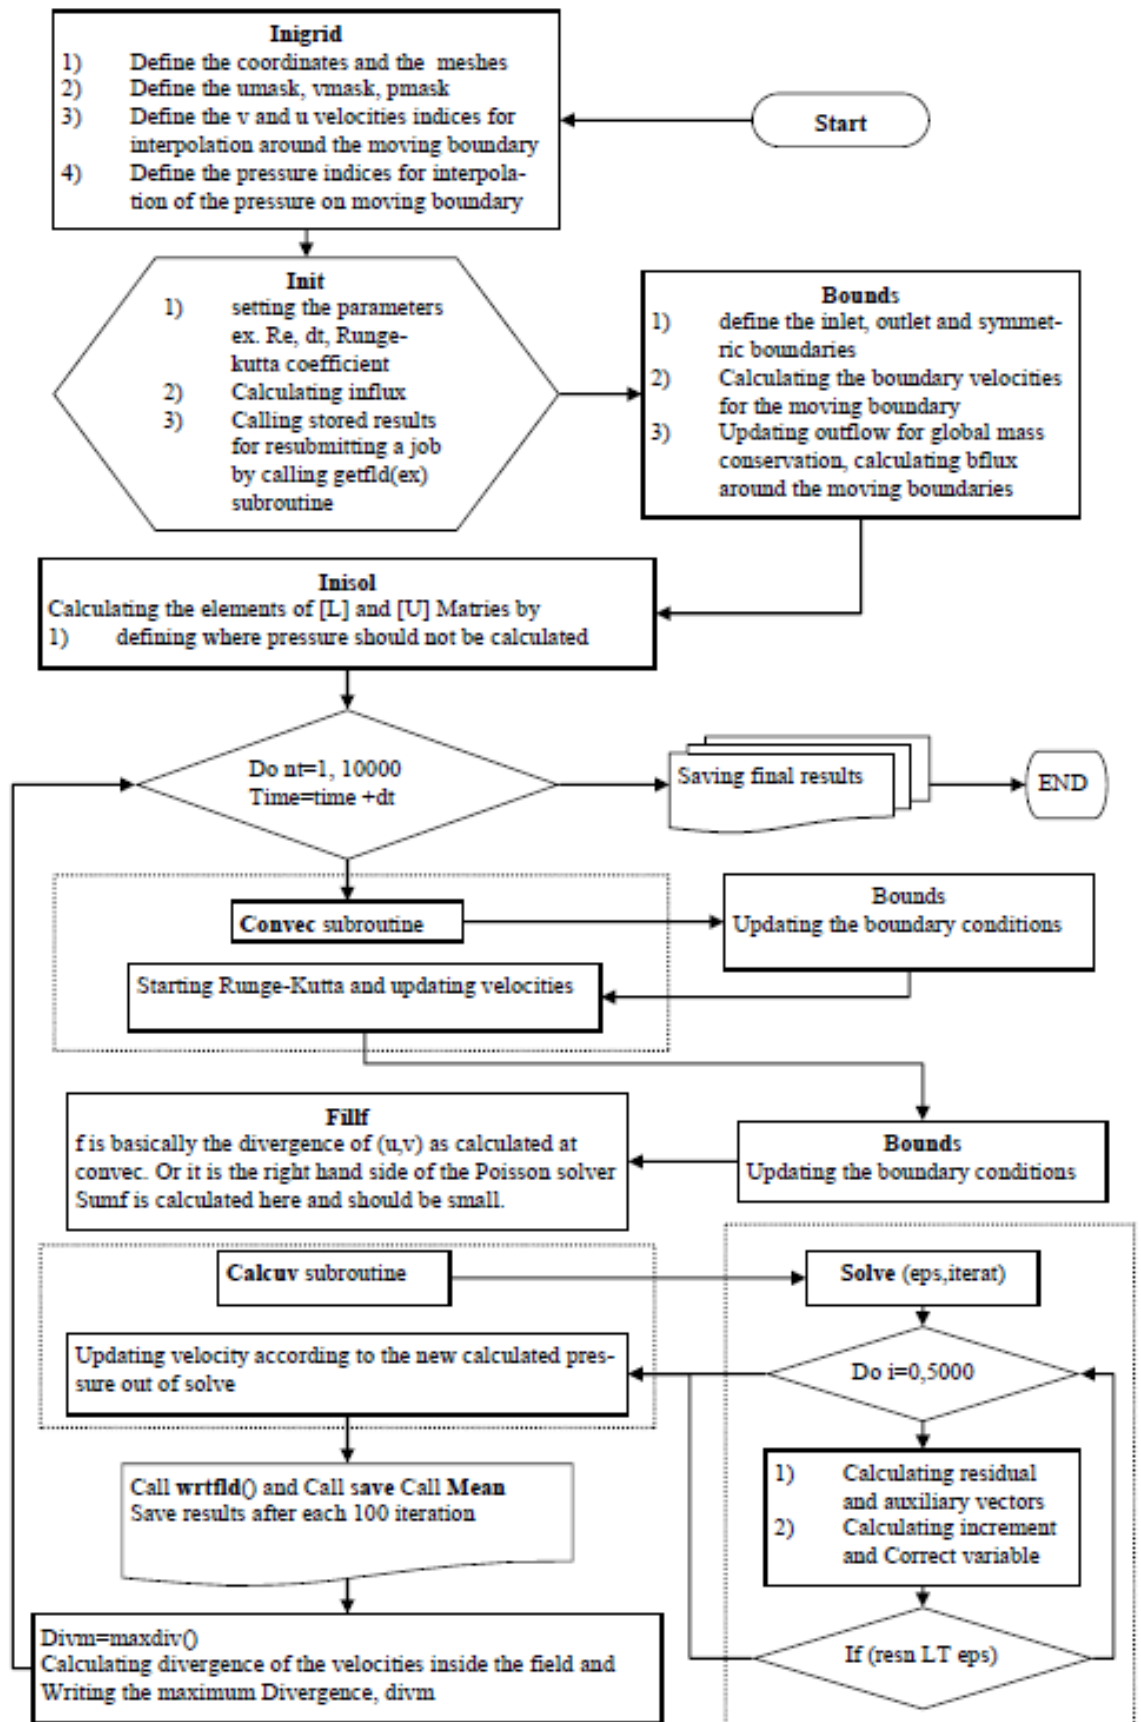 Inigrid
1) Define the coordinates and the meshes
2) Define the umask, vmask, pmask
3) Define the v and u velocities indices for
interpolation around the moving boundary
4) Define the pressure indices for interpola-
tion of the pressure on moving boundary
Start
Init
1) setting the parameters
ex. Re, dt, Runge-
kutta coefficient
2) Calculating influx
3) Calling stored results
for resubmitting a job
by calling getfld(ex)
subroutine
Bounds
1) define the inlet, outlet and symmet-
ric boundaries
2) Calculating the boundary velocities
for the moving boundary
3) Updating outflow for global mass
conservation, calculating bflux
around the moving boundaries
Inisol
Calculating the elements of [L] and [U] Matries by
1) defining where pressure should not be calculated
Do nt=1, 10000
Time=time +dt
Saving final results
END
Convec subroutine
Bounds
Updating the boundary conditions
Starting Runge-Kutta and updating velocities
Fillf
f is basically the divergence of (u,v) as calculated at
convec. Or it is the right hand side of the Poisson solver
Sumf is calculated here and should be small.
Bounds
Updating the boundary conditions
Calcuv subroutine
Solve (eps,iterat)
Updating velocity according to the new calculated pres-
sure out of solve
Do i=0,5000
Call wrtfld() and Call save Call Mean
Save results after each 100 iteration
1) Calculating residual
and auxiliary vectors
2) Calculating increment
and Correct variable
Divm=maxdiv()
Calculating divergence of the velocities inside the field and
Writing the maximum Divergence, divm
If (resn LT eps)